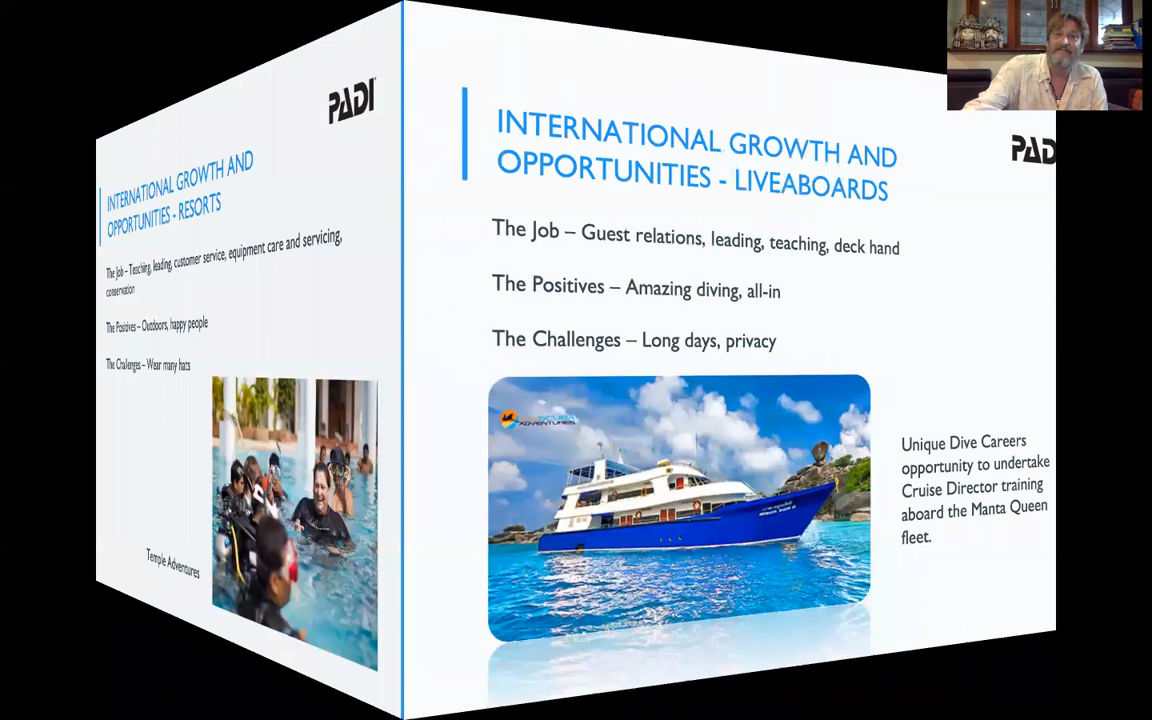 PADI
INTERNATIONAL GROWTH AND
OPPORTUNITIES - RESORTS
The Job – Teaching, leading, customer service, equipment care and servicing,
conservation
The Positives – Outdoors, happy people
The Challenges – Wear many hats
Temple Adventures
PAD
INTERNATIONAL GROWTH AND
OPPORTUNITIES - LIVEABOARDS
The Job – Guest relations, leading, teaching, deck hand
The Positives – Amazing diving, all-in
The Challenges – Long days, privacy
ADVENTURES
Unique Dive Careers
opportunity to undertake
Cruise Director training
aboard the Manta Queen
fleet.